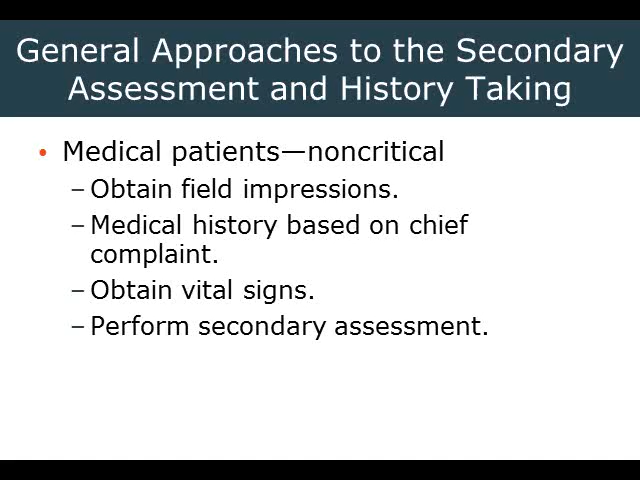 General Approaches to the Secondary
Assessment and History Taking
• Medical patients—noncritical
– Obtain field impressions.
– Medical history based on chief
complaint.
– Obtain vital signs.
– Perform secondary assessment.